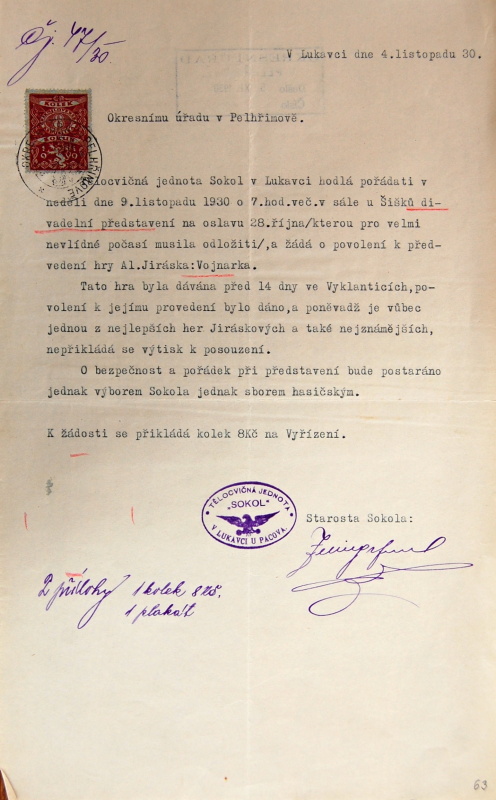 Čj. 47/30.
V Lukavci dne 4.listopadu 30.
KOLEK
Okresnímu úřadu v Pelhřimově.
Tělocvičná jednota Sokol v Lukavci hodlá pořádati v
neděli dne 9.listopadu 1930 o 7.hod.več.v sále u Šišků di-
vadelní představení na oslavu 28.října/kterou pro velmi
nevlídné počasí musila odložiti/,a žádá o povolení k před-
vedení hry Al.Jiráska:Vojnarka.
Tato hra byla dávána před 14 dny ve Vyklanticích,po-
volení k jejímu provedení bylo dáno,a poněvadž je vůbec
jednou z nejlepších her Jiráskových a také nejznámějších,
nepřikládá se výtisk k posouzení.
O bezpečnost a pořádek při představení bude postaráno
jednak výborem Sokola jednak sborem hasičským.
K žádosti se přikládá kolek 8Kč na Vyřízení.
TĚLOCVIČNÁ JEDNOTA
„SOKOL"
V LUKAVCI U PACOVA.
Starosta Sokola:
2 přílohy 1 kolek 8 Kč.
1 plakát
63